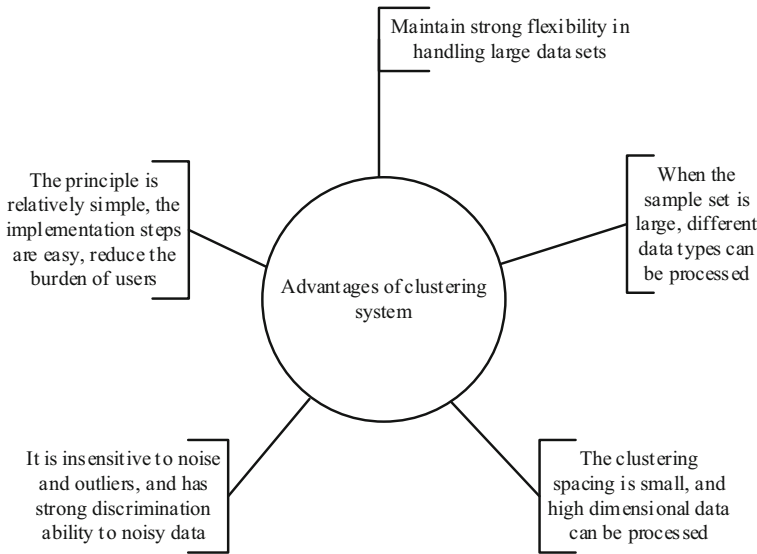 Maintain strong flexibility in
handling large data sets
The principle is
relatively simple, the
implementation steps
are easy, reduce the
burden of users
When the
sample set is
large, different
data types can
be processed
Advantages of clustering
system
It is insensitive to noise
and outliers, and has
strong discrimination
ability to noisy data
The clustering
spacing is small, and
high dimensional data
can be processed